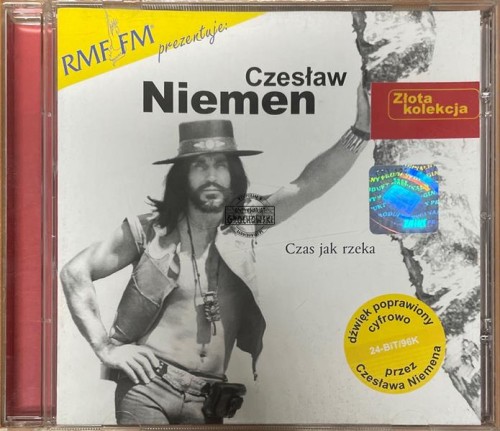 RMF FM® prezentuje:
Czesław
Niemen
Złota
kolekcja
Czas jak rzeka
dźwięk poprawiony
cyfrowo
24-BiT/96K
przez
Czesława Niemena